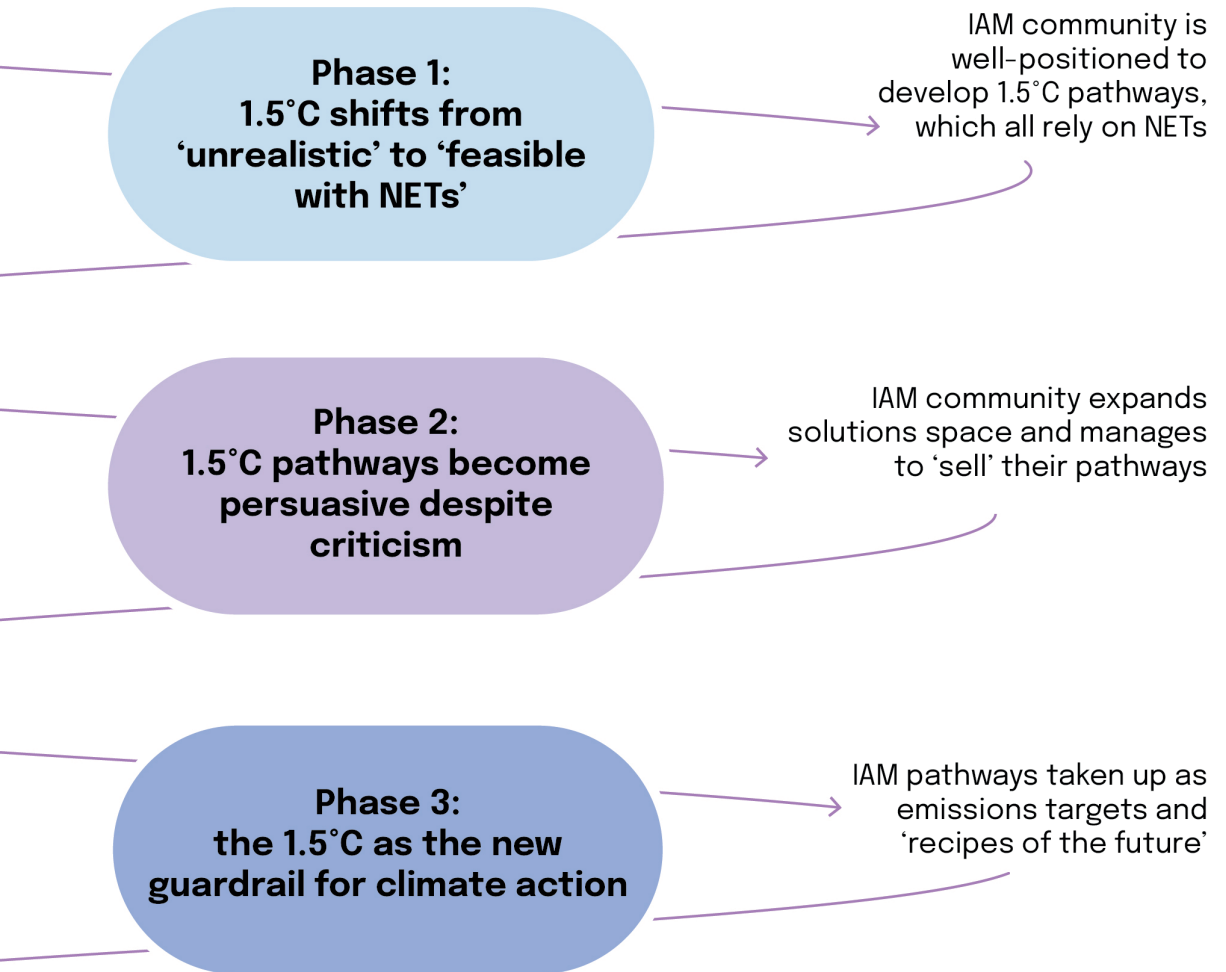 Phase 1:
1.5°C shifts from
‘unrealistic’ to ‘feasible
with NETs’
IAM community is
well-positioned to
develop 1.5°C pathways,
which all rely on NETs
Phase 2:
1.5°C pathways become
persuasive despite
criticism
IAM community expands
solutions space and manages
to ‘sell’ their pathways
Phase 3:
the 1.5°C as the new
guardrail for climate action
IAM pathways taken up as
emissions targets and
‘recipes of the future’